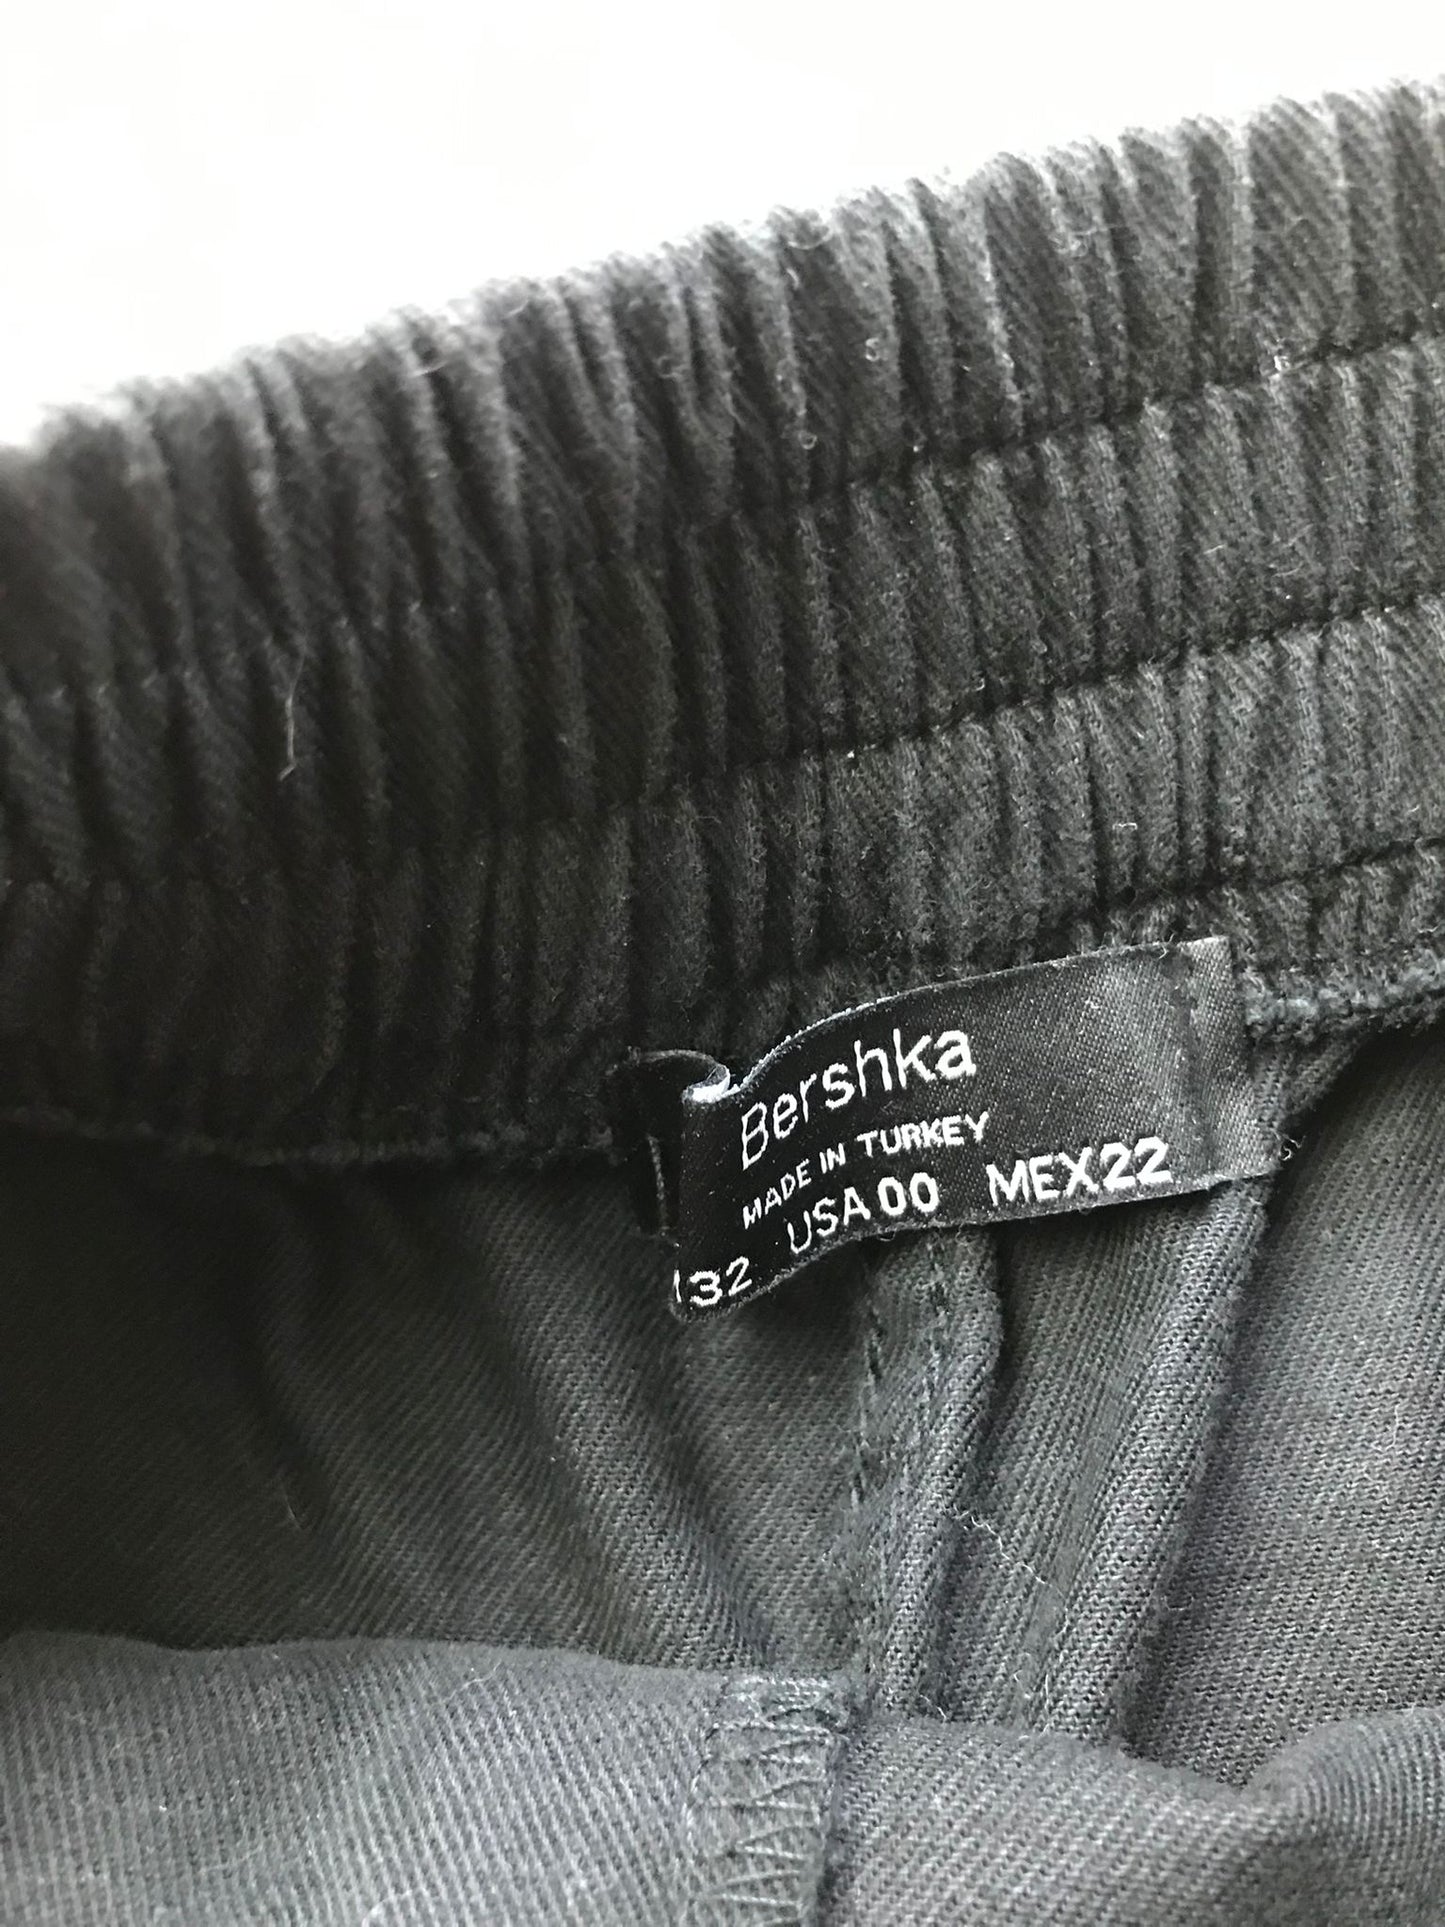 Bershka
MADE IN TURKEY
32 USA 00 MEX22